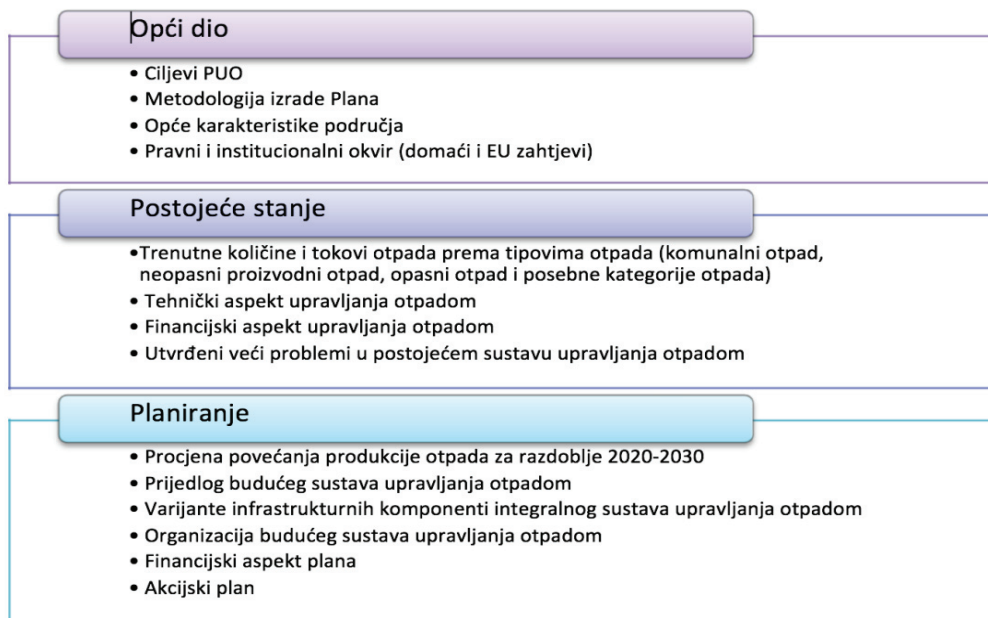 Opći dio
• Ciljevi PUO
• Metodologija izrade Plana
• Opće karakteristike područja
• Pravni i institucionalni okvir (domaći i EU zahtjevi)
Postojeće stanje
•Trenutne količine i tokovi otpada prema tipovima otpada (komunalni otpad,
neopasni proizvodni otpad, opasni otpad i posebne kategorije otpada)
• Tehnički aspekt upravljanja otpadom
• Financijski aspekt upravljanja otpadom
• Utvrđeni veći problemi u postojećem sustavu upravljanja otpadom
Planiranje
• Procjena povećanja produkcije otpada za razdoblje 2020-2030
• Prijedlog budućeg sustava upravljanja otpadom
• Varijante infrastrukturnih komponenti integralnog sustava upravljanja otpadom
• Organizacija budućeg sustava upravljanja otpadom
• Financijski aspekt plana
• Akcijski plan